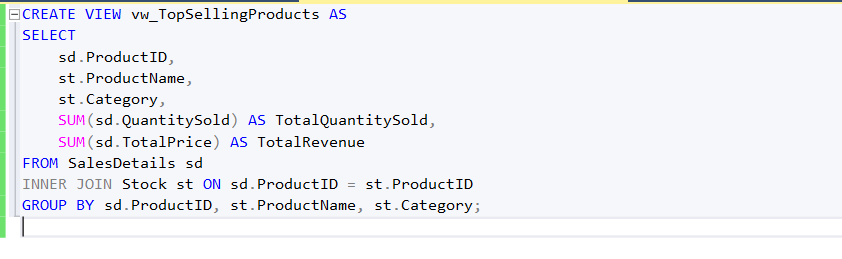 CREATE VIEW vw_TopSellingProducts AS
SELECT
    sd.ProductID,
    st.ProductName,
    st.Category,
    SUM(sd.QuantitySold) AS TotalQuantitySold,
    SUM(sd.TotalPrice) AS TotalRevenue
FROM SalesDetails sd
INNER JOIN Stock st ON sd.ProductID = st.ProductID
GROUP BY sd.ProductID, st.ProductName, st.Category;